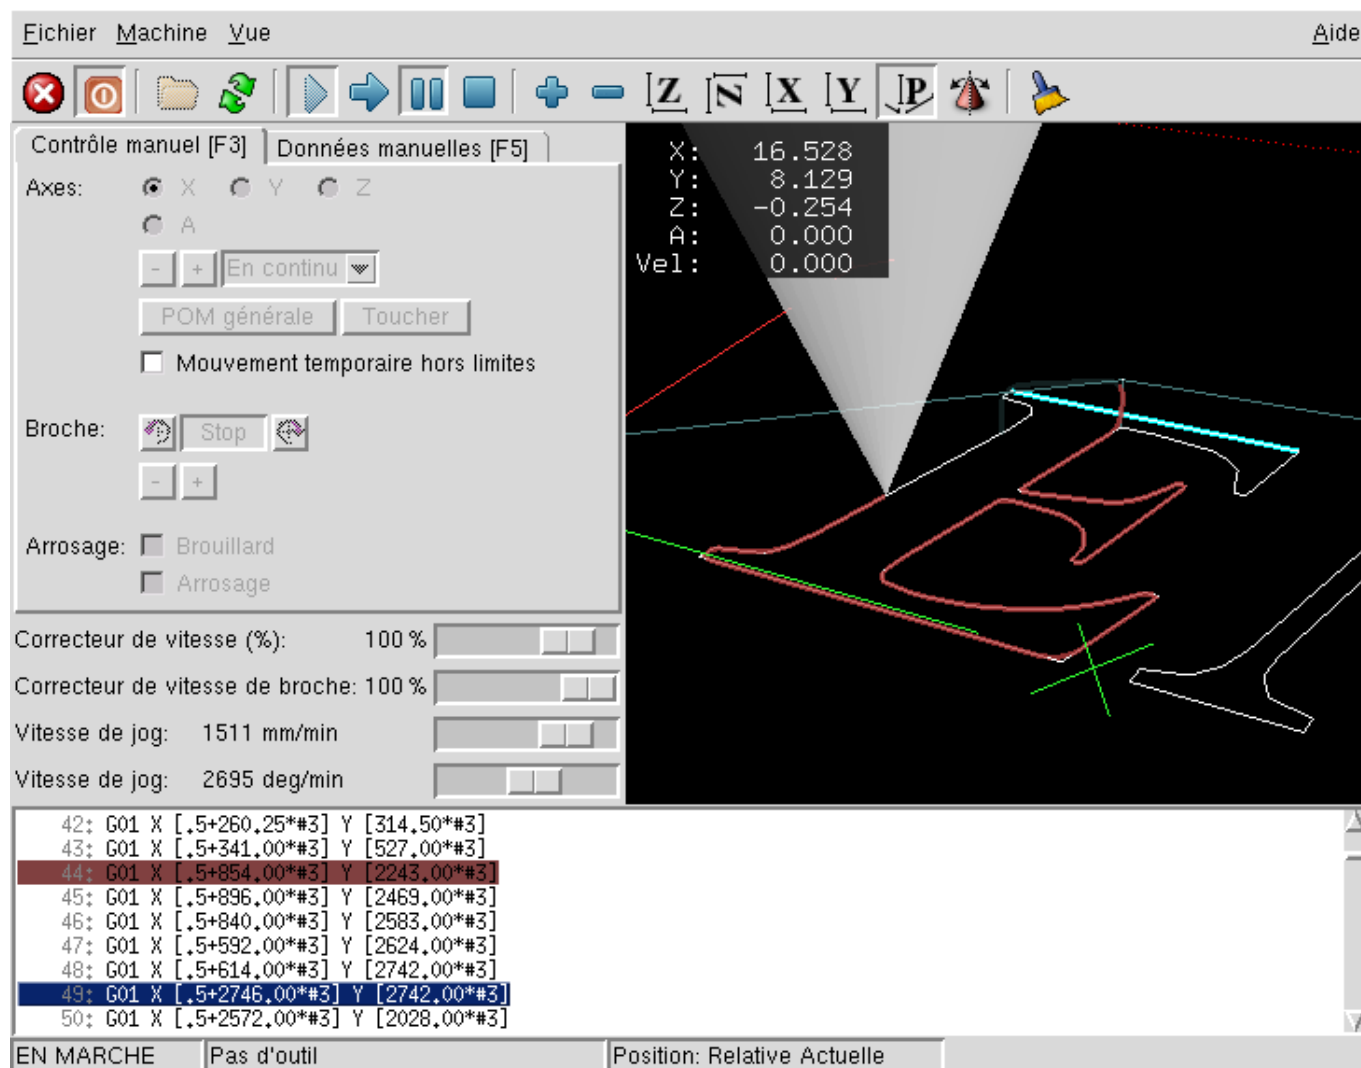 Fichier Machine Vue Aide
Z N X Y P
Contrôle manuel [F3] Données manuelles [F5]
Axes: X Y Z
A
- + En continu
POM générale Toucher
Mouvement temporaire hors limites
Broche: Stop
- +
Arrosage: Brouillard
Arrosage
Correcteur de vitesse (%): 100 %
Correcteur de vitesse de broche: 100 %
Vitesse de jog: 1511 mm/min
Vitesse de jog: 2695 deg/min
X: 16.528
Y: 8.129
Z: -0.254
A: 0.000
Vel: 0.000
42: G01 X [.5+260.25*#3] Y [314.50*#3]
43: G01 X [.5+341.00*#3] Y [527.00*#3]
44: G01 X [.5+854.00*#3] Y [2243.00*#3]
45: G01 X [.5+896.00*#3] Y [2469.00*#3]
46: G01 X [.5+840.00*#3] Y [2583.00*#3]
47: G01 X [.5+592.00*#3] Y [2624.00*#3]
48: G01 X [.5+614.00*#3] Y [2742.00*#3]
49: G01 X [.5+2746.00*#3] Y [2742.00*#3]
50: G01 X [.5+2572.00*#3] Y [2028.00*#3]
EN MARCHE Pas d'outil Position: Relative Actuelle